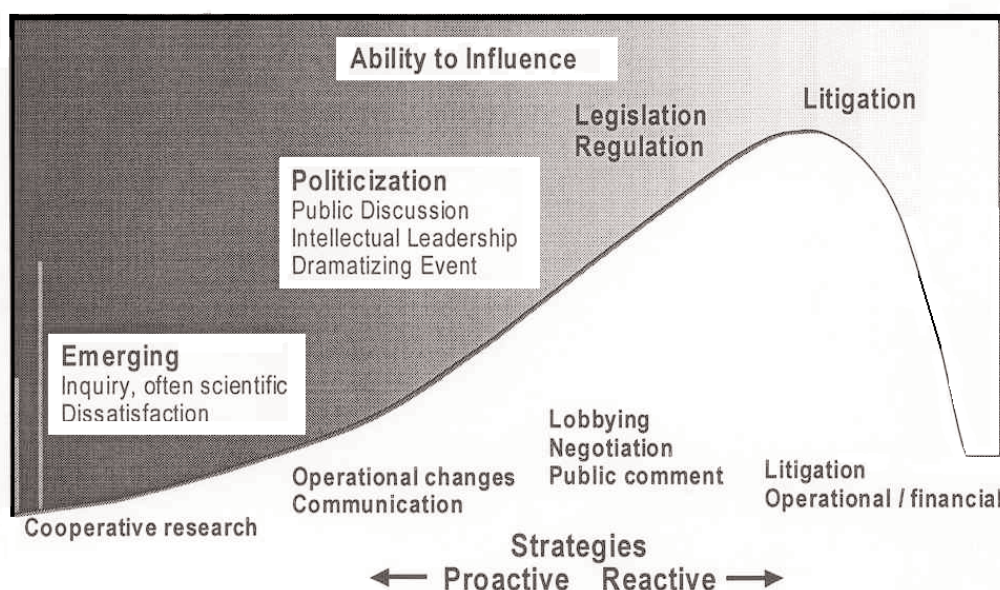 Ability to Influence
Litigation
Legislation
Regulation
Politicization
Public Discussion
Intellectual Leadership
Dramatizing Event
Emerging
Inquiry, often scientific
Dissatisfaction
Lobbying
Negotiation
Public comment
Litigation
Operational / financial
Operational changes
Communication
Cooperative research
Strategies
Proactive Reactive